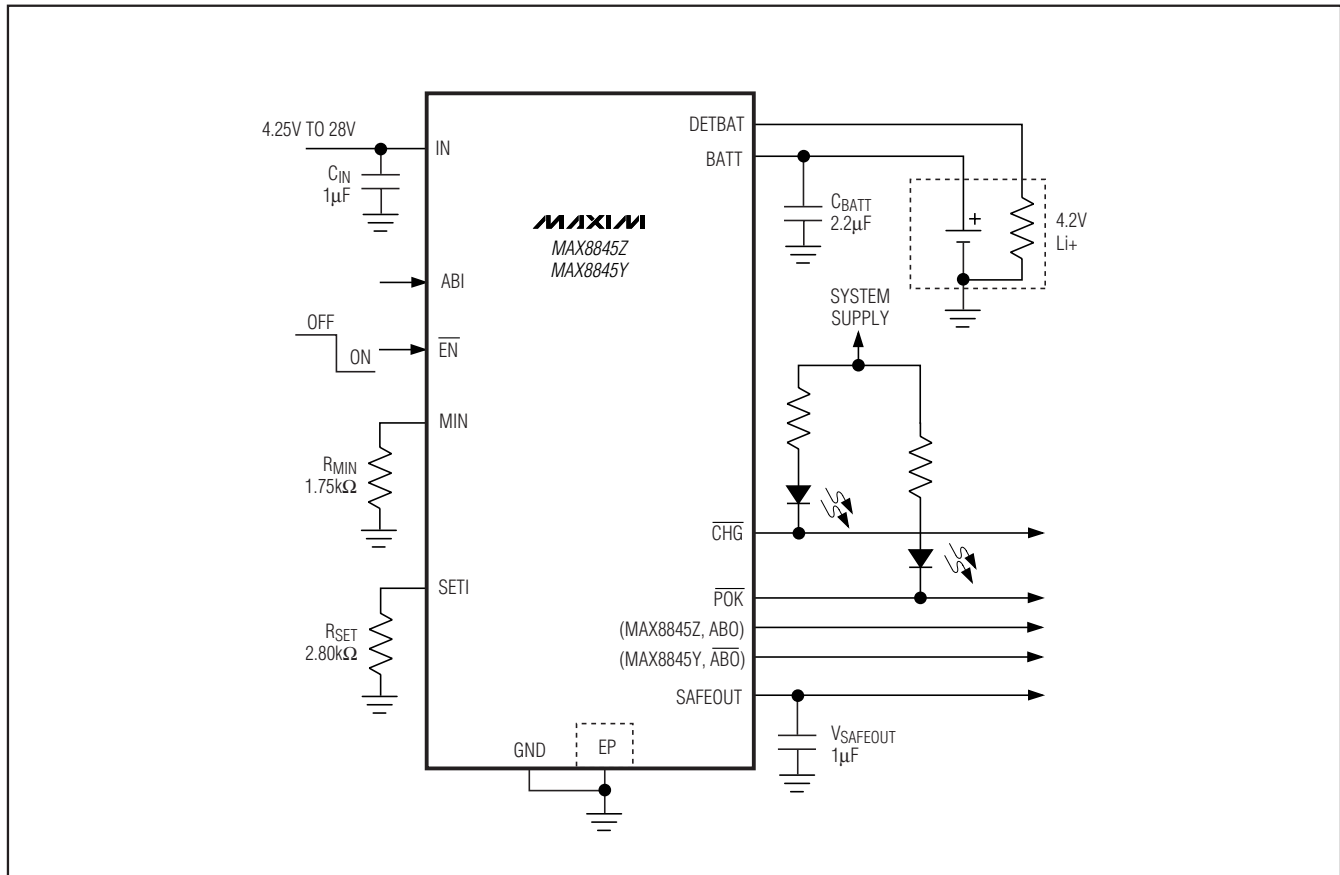 4.25V TO 28V
IN
CIN
1µF
ABI
OFF
ON
EN
MIN
RMIN
1.75kΩ
SETI
RSET
2.80kΩ
MAXIM
MAX8845Z
MAX8845Y
GND
EP
DETBAT
BATT
CBATT
2.2µF
+
4.2V
Li+
SYSTEM
SUPPLY
CHG
POK
(MAX8845Z, ABO)
(MAX8845Y, ABO)
SAFEOUT
VSAFEOUT
1µF